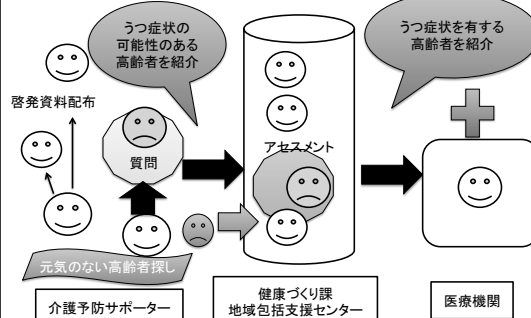 うつ症状の
可能性のある
高齢者を紹介
うつ症状を有する
高齢者を紹介
啓発資料配布
質問
アセスメント
元気のない高齢者探し
介護予防サポーター
健康づくり課
地域包括支援センター
医療機関